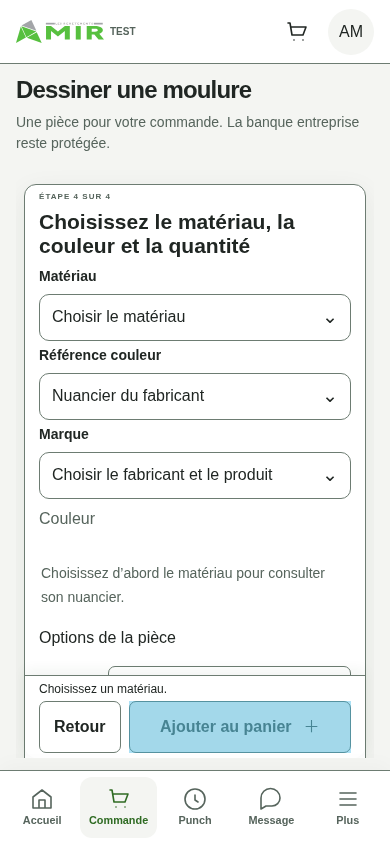 AMIR TEST
AM
Dessiner une moulure
Une pièce pour votre commande. La banque entreprise
reste protégée.
ÉTAPE 4 SUR 4
Choisissez le matériau, la
couleur et la quantité
Matériau
Choisir le matériau
Référence couleur
Nuancier du fabricant
Marque
Choisir le fabricant et le produit
Couleur
Choisissez d’abord le matériau pour consulter
son nuancier.
Options de la pièce
Choisissez un matériau.
Retour
Ajouter au panier
Accueil
Commande
Punch
Message
Plus